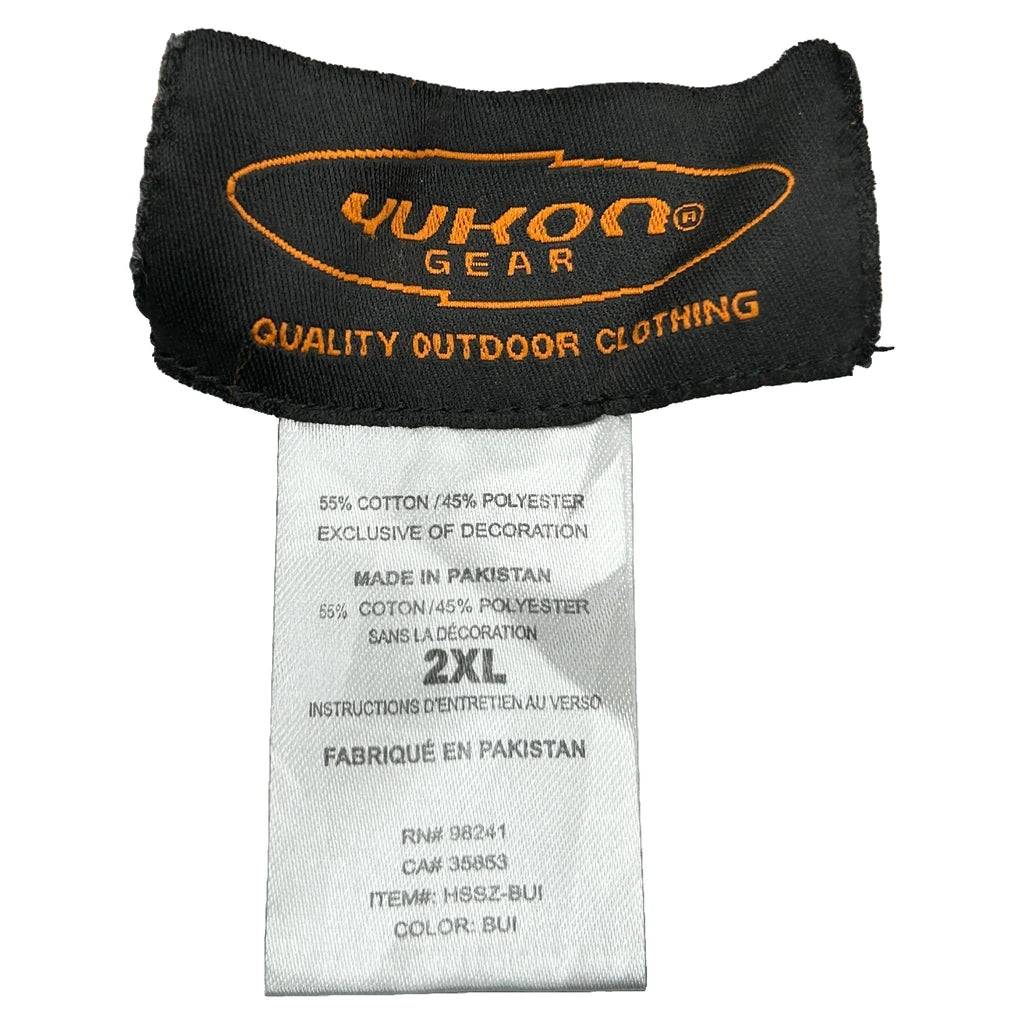 YUKON®
GEAR
QUALITY OUTDOOR CLOTHING
55% COTTON / 45% POLYESTER
EXCLUSIVE OF DECORATION
MADE IN PAKISTAN
55% COTON / 45% POLYESTER
SANS LA DÉCORATION
2XL
INSTRUCTIONS D'ENTRETIEN AU VERSO
FABRIQUÉ EN PAKISTAN
RN# 98241
CA# 35853
ITEM#: HSSZ-BUI
COLOR: BUI